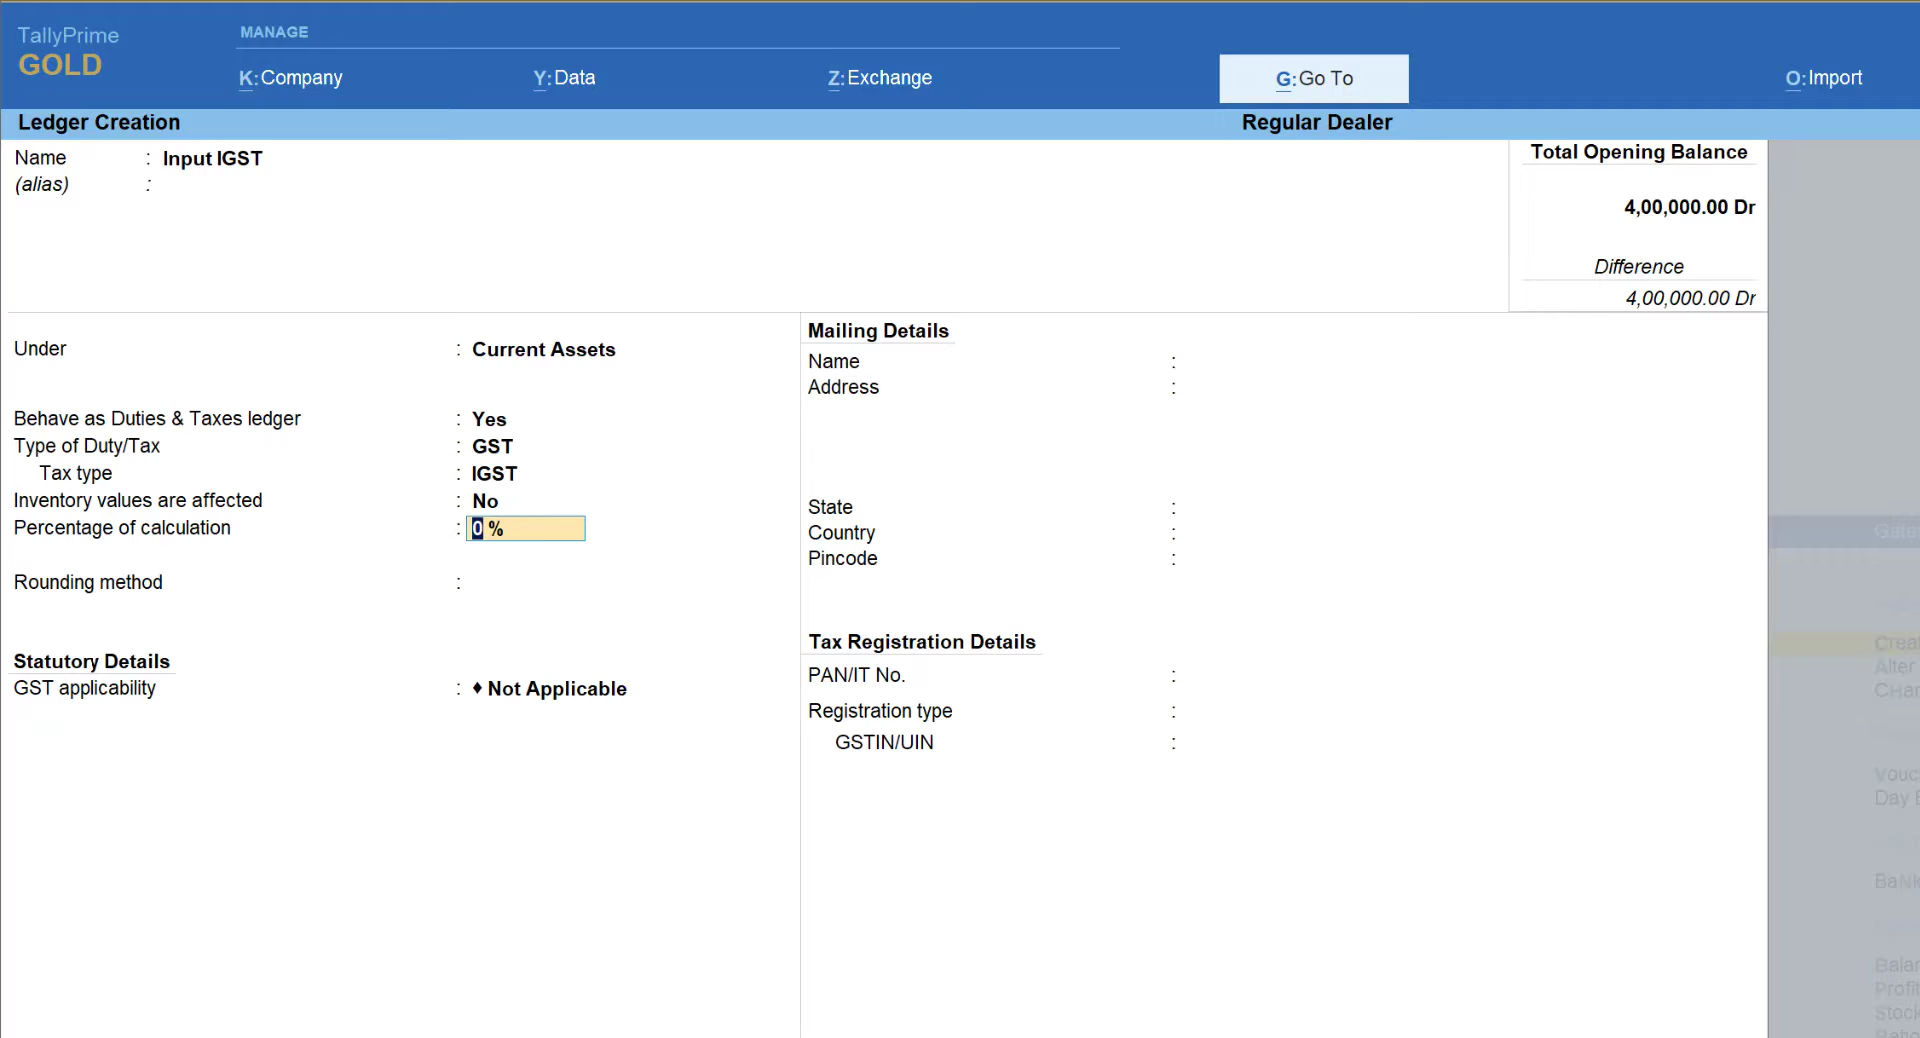 TallyPrime
GOLD
MANAGE
K:Company
Y:Data
Z:Exchange
G:Go To
O:Import
Ledger Creation
Regular Dealer
Name : Input IGST
(alias) :
Total Opening Balance
4,00,000.00 Dr
Difference
4,00,000.00 Dr
Under : Current Assets
Behave as Duties & Taxes ledger : Yes
Type of Duty/Tax : GST
Tax type : IGST
Inventory values are affected : No
Percentage of calculation : 0 %
Rounding method :
Statutory Details
GST applicability : ♦ Not Applicable
Mailing Details
Name :
Address :
State :
Country :
Pincode :
Tax Registration Details
PAN/IT No. :
Registration type :
GSTIN/UIN :
Alter
Day